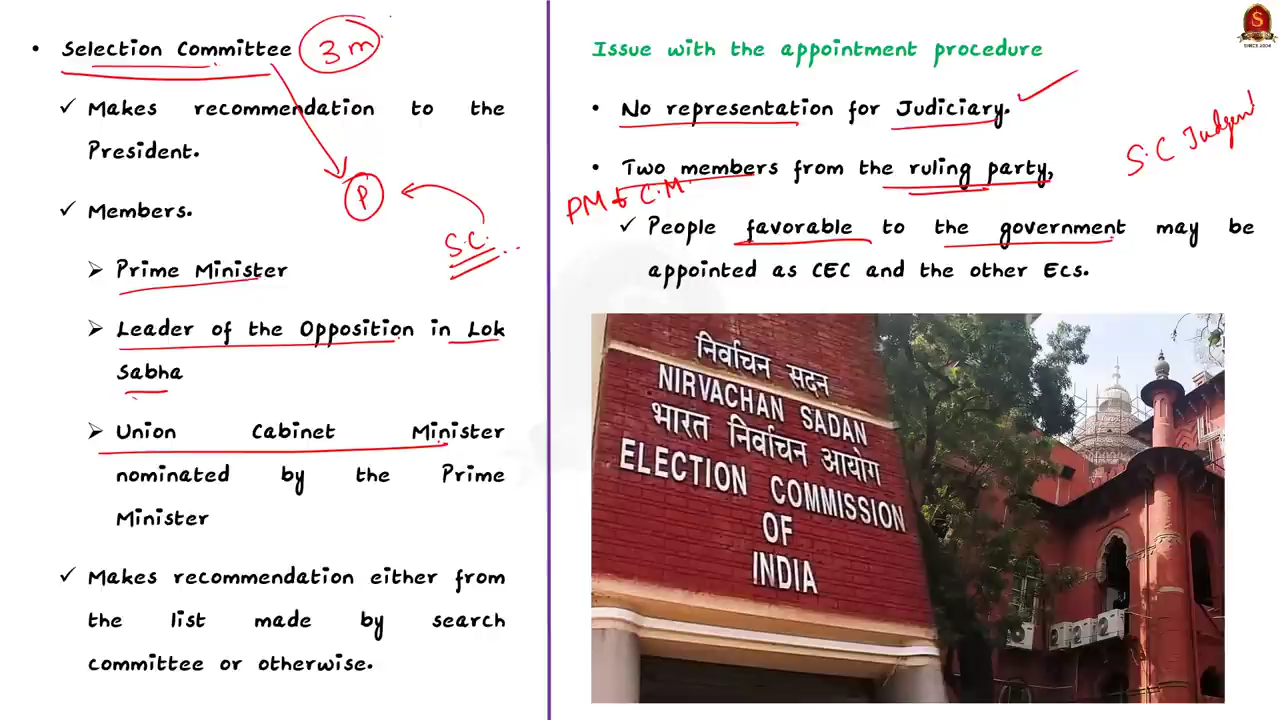 • Selection Committee 3 m
✓ Makes recommendation to the
President.
P
✓ Members.
S.C.
➢ Prime Minister
➢ Leader of the Opposition in Lok
Sabha
➢ Union Cabinet Minister
nominated by the Prime
Minister
✓ Makes recommendation either from
the list made by search
committee or otherwise.
Issue with the appointment procedure
• No representation for Judiciary.
• Two members from the ruling party,
S.C
PM & C.M.
✓ People favorable to the government may be
appointed as CEC and the other ECs.
निर्वाचन सदन
NIRVACHAN SADAN
भारत निर्वाचन आयोग
ELECTION COMMISSION
OF
INDIA
S
SINCE 2004